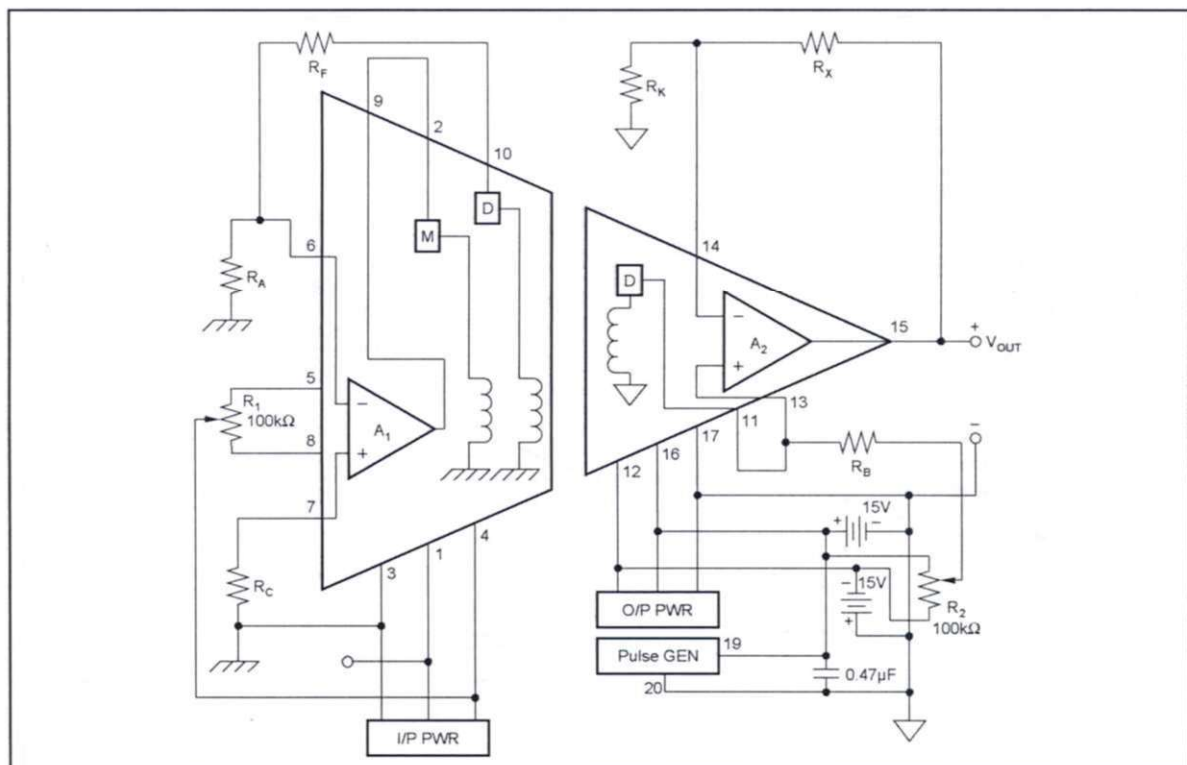 R_F
R_K
R_X
9
2
10
D
M
6
R_A
14
D
−
A_2
+
15
+
V_OUT
5
R_1
100kΩ
8
−
A_1
+
13
11
17
16
12
R_B
−
7
4
1
3
R_C
15V
+
−
−
15V
+
R_2
100kΩ
O/P PWR
Pulse GEN
19
20
0.47µF
I/P PWR